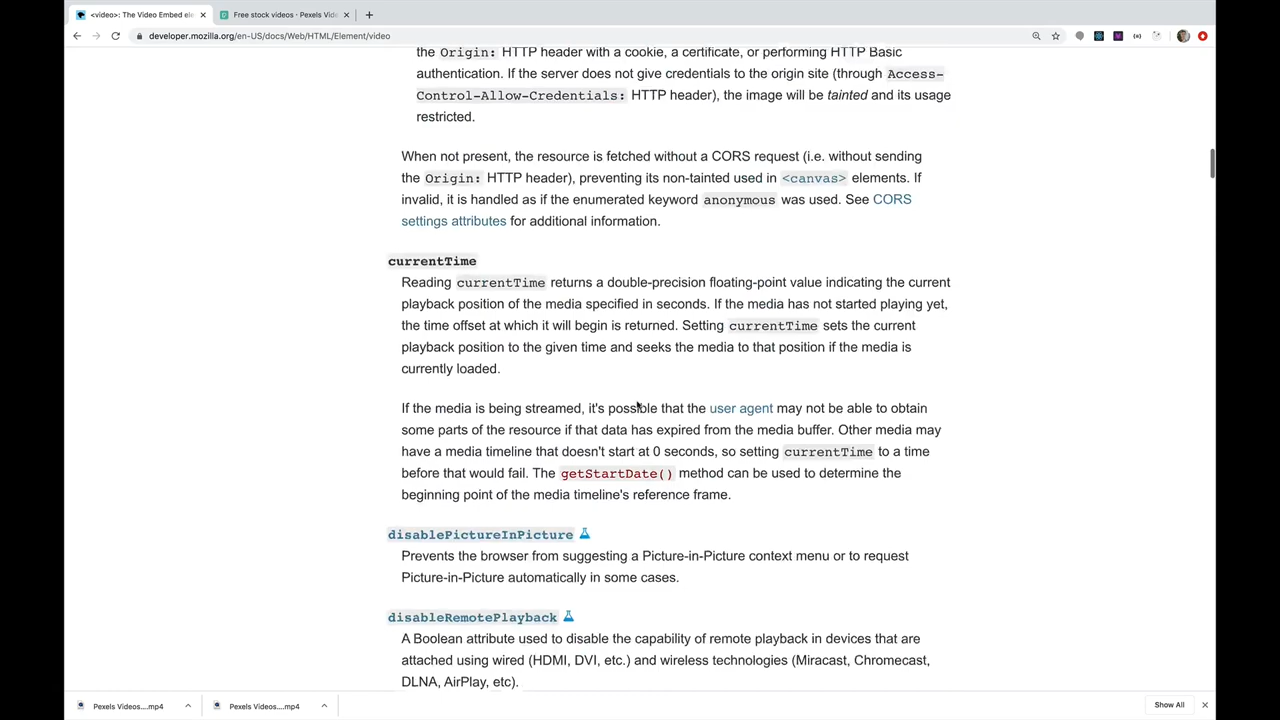 <video>: The Video Embed ele
Free stock videos · Pexels Vide
developer.mozilla.org/en-US/docs/Web/HTML/Element/video
the Origin: HTTP header with a cookie, a certificate, or performing HTTP Basic
authentication. If the server does not give credentials to the origin site (through Access-
Control-Allow-Credentials: HTTP header), the image will be tainted and its usage
restricted.
When not present, the resource is fetched without a CORS request (i.e. without sending
the Origin: HTTP header), preventing its non-tainted used in <canvas> elements. If
invalid, it is handled as if the enumerated keyword anonymous was used. See CORS
settings attributes for additional information.
currentTime
Reading currentTime returns a double-precision floating-point value indicating the current
playback position of the media specified in seconds. If the media has not started playing yet,
the time offset at which it will begin is returned. Setting currentTime sets the current
playback position to the given time and seeks the media to that position if the media is
currently loaded.
If the media is being streamed, it's possible that the user agent may not be able to obtain
some parts of the resource if that data has expired from the media buffer. Other media may
have a media timeline that doesn't start at 0 seconds, so setting currentTime to a time
before that would fail. The getStartDate() method can be used to determine the
beginning point of the media timeline's reference frame.
disablePictureInPicture
Prevents the browser from suggesting a Picture-in-Picture context menu or to request
Picture-in-Picture automatically in some cases.
disableRemotePlayback
A Boolean attribute used to disable the capability of remote playback in devices that are
attached using wired (HDMI, DVI, etc.) and wireless technologies (Miracast, Chromecast,
DLNA, AirPlay, etc).
Pexels Videos....mp4
Pexels Videos....mp4
Show All